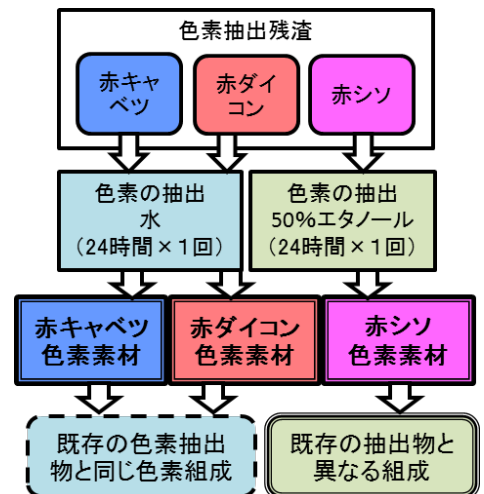 色素抽出残渣
赤キャ
ベツ
赤ダイ
コン
赤シソ
色素の抽出
水
（24時間×1回）
色素の抽出
50%エタノール
（24時間×1回）
赤キャベツ
色素素材
赤ダイコン
色素素材
赤シソ
色素素材
既存の色素抽出
物と同じ色素組成
既存の抽出物と
異なる組成